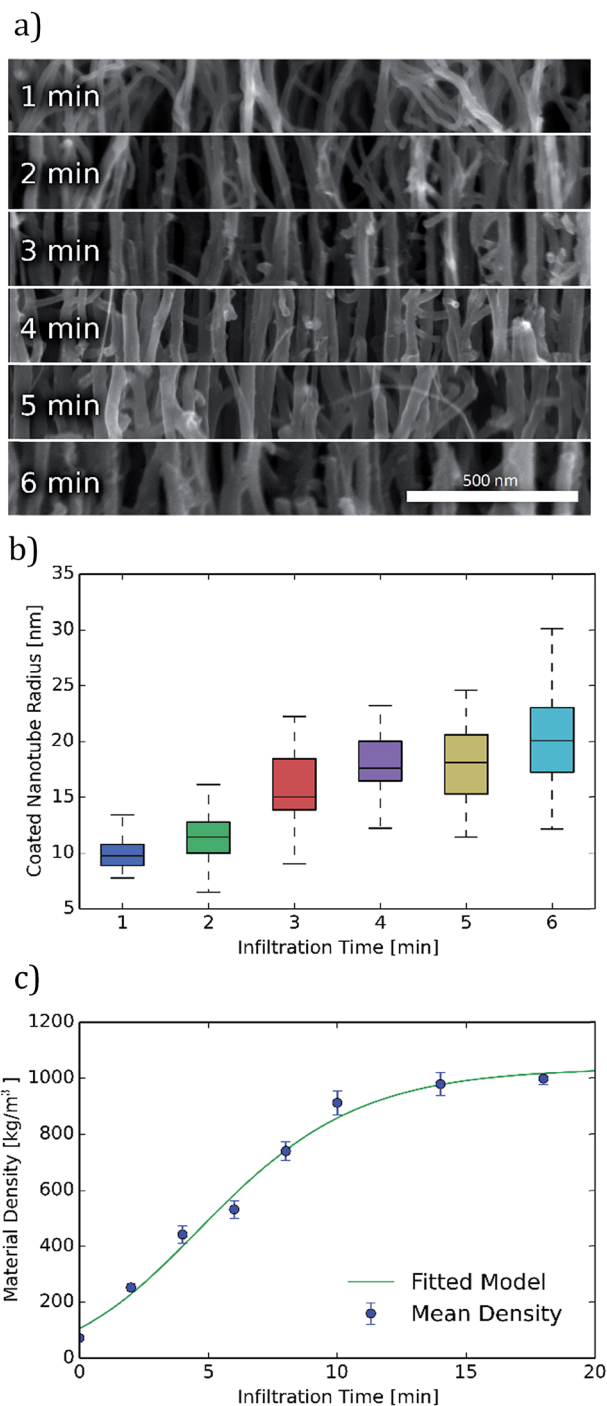 a)
1 min
2 min
3 min
4 min
5 min
6 min
500 nm
b)
35
30
25
20
15
10
5
Coated Nanotube Radius [nm]
1 2 3 4 5 6
Infiltration Time [min]
c)
1200
1000
800
600
400
200
0
Material Density [kg/m³]
Fitted Model
Mean Density
0 5 10 15 20
Infiltration Time [min]